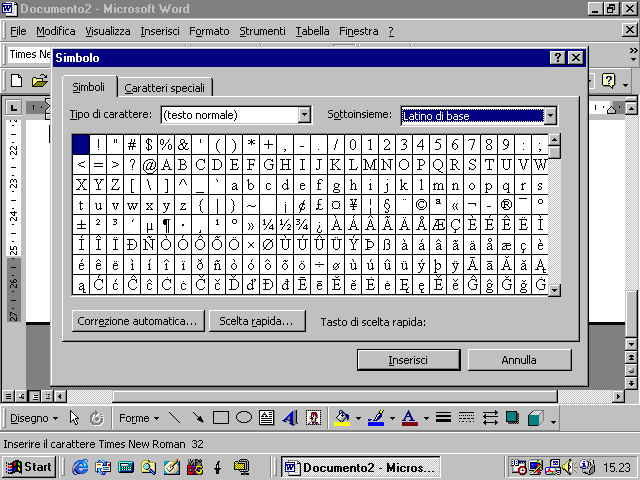 Documento2 - Microsoft Word
File Modifica Visualizza Inserisci Formato Strumenti Tabella Finestra ?
Times New
Simbolo
Simboli Caratteri speciali
Tipo di carattere: (testo normale) Sottoinsieme: Latino di base
! " # $ % & ' ( ) * + , - . / 0 1 2 3 4 5 6 7 8 9 : ;
< = > ? @ A B C D E F G H I J K L M N O P Q R S T U V W
X Y Z [ \ ] ^ _ ` a b c d e f g h i j k l m n o p q r s
t u v w x y z { | } ~ ¡ ¢ £ ¤ ¥ ¦ § ¨ © ª « ¬ - ® ¯ °
± ² ³ ´ µ ¶ · ¸ ¹ º » ¼ ½ ¾ ¿ À Á Â Ã Ä Å Æ Ç È É Ê Ë Ì
Í Î Ï Ð Ñ Ò Ó Ô Õ Ö × Ø Ù Ú Û Ü Ý Þ ß à á â ã ä å æ ç è
é ê ë ì í î ï ð ñ ò ó ô õ ö ÷ ø ù ú û ü ý þ ÿ Ā ā Ă ă Ą
ą Ć ć Ĉ ĉ Ċ ċ Č č Ď ď Đ đ Ē ē Ĕ ĕ Ė ė Ę ę Ě ě Ĝ ĝ Ğ ğ Ġ
Correzione automatica... Scelta rapida... Tasto di scelta rapida:
Inserisci Annulla
Disegno Forme
Inserire il carattere Times New Roman 32
Start Documento2 - Micros... 15.23